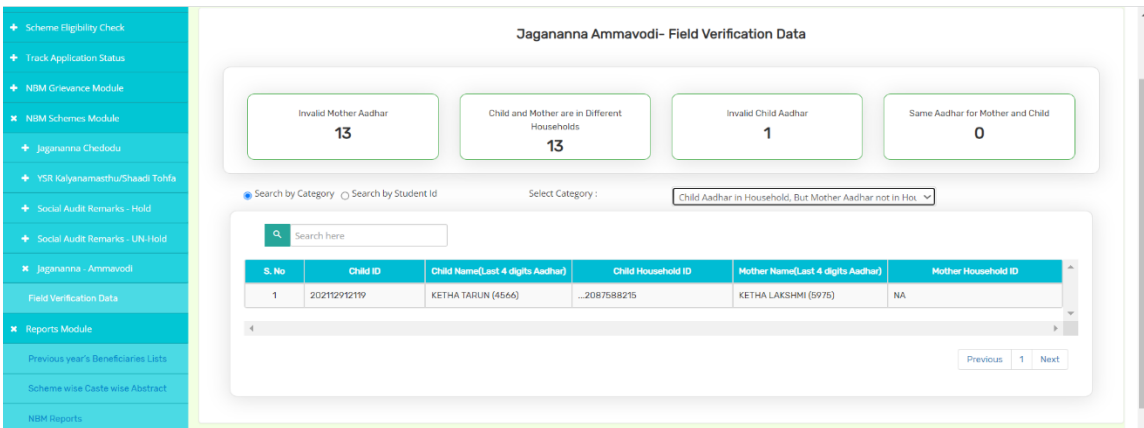 Scheme Eligibility Check
Track Application Status
NBM Grievance Module
NBM Schemes Module
Jagananna Chedodu
YSR Kalyanamasthu/Shaadi Tohfa
Social Audit Remarks - Hold
Social Audit Remarks - UN-Hold
Jagananna - Ammavodi
Field Verification Data
Reports Module
Previous year's Beneficiaries Lists
Scheme wise Caste wise Abstract
NBM Reports
Jagananna Ammavodi- Field Verification Data
Invalid Mother Aadhar
13
Child and Mother are in Different
Households
13
Invalid Child Aadhar
1
Same Aadhar for Mother and Child
0
Search by Category Search by Student Id
Select Category :
Child Aadhar in Household, But Mother Aadhar not in Hou
Search here
S. No Child ID Child Name(Last 4 digits Aadhar) Child Household ID Mother Name(Last 4 digits Aadhar) Mother Household ID
1 202112912119 KETHA TARUN (4566) ...2087588215 KETHA LAKSHMI (5975) NA
Previous 1 Next